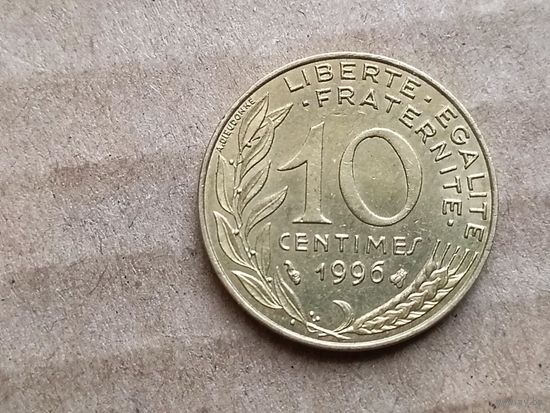 LIBERTE · EGALITE
· FRATERNITE ·
A.DIEUDONNE
10
CENTIMES
1996